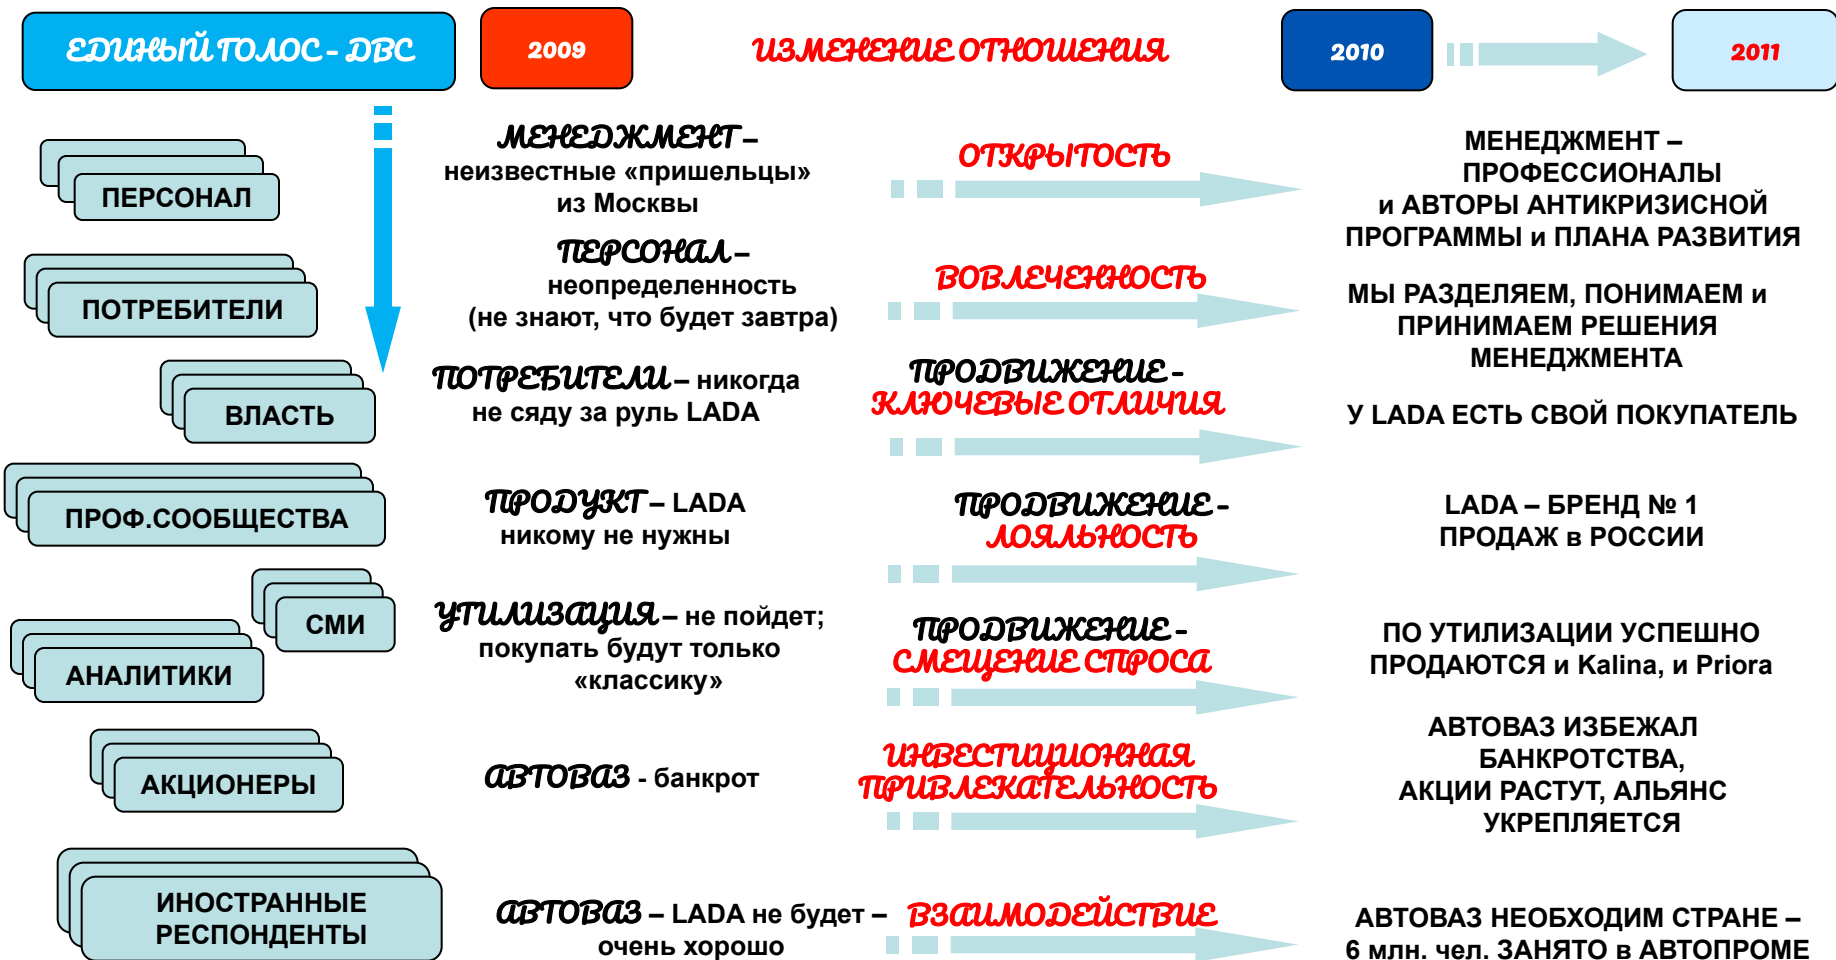 ЕДИНЫЙ ГОЛОС - ДВС
2009
ИЗМЕНЕНИЕ ОТНОШЕНИЯ
2010
2011
ПЕРСОНАЛ
ПОТРЕБИТЕЛИ
ВЛАСТЬ
ПРОФ.СООБЩЕСТВА
СМИ
АНАЛИТИКИ
АКЦИОНЕРЫ
ИНОСТРАННЫЕ
РЕСПОНДЕНТЫ
МЕНЕДЖМЕНТ –
неизвестные «пришельцы»
из Москвы
ОТКРЫТОСТЬ
МЕНЕДЖМЕНТ –
ПРОФЕССИОНАЛЫ
и АВТОРЫ АНТИКРИЗИСНОЙ
ПРОГРАММЫ и ПЛАНА РАЗВИТИЯ
ПЕРСОНАЛ –
неопределенность
(не знают, что будет завтра)
ВОВЛЕЧЕННОСТЬ
МЫ РАЗДЕЛЯЕМ, ПОНИМАЕМ и
ПРИНИМАЕМ РЕШЕНИЯ
МЕНЕДЖМЕНТА
ПОТРЕБИТЕЛИ – никогда
не сяду за руль LADA
ПРОДВИЖЕНИЕ -
КЛЮЧЕВЫЕ ОТЛИЧИЯ
У LADA ЕСТЬ СВОЙ ПОКУПАТЕЛЬ
ПРОДУКТ – LADA
никому не нужны
ПРОДВИЖЕНИЕ -
ЛОЯЛЬНОСТЬ
LADA – БРЕНД № 1
ПРОДАЖ в РОССИИ
УТИЛИЗАЦИЯ – не пойдет;
покупать будут только
«классику»
ПРОДВИЖЕНИЕ -
СМЕЩЕНИЕ СПРОСА
ПО УТИЛИЗАЦИИ УСПЕШНО
ПРОДАЮТСЯ и Kalina, и Priora
АВТОВАЗ - банкрот
ИНВЕСТИЦИОННАЯ
ПРИВЛЕКАТЕЛЬНОСТЬ
АВТОВАЗ ИЗБЕЖАЛ
БАНКРОТСТВА,
АКЦИИ РАСТУТ, АЛЬЯНС
УКРЕПЛЯЕТСЯ
АВТОВАЗ – LADA не будет –
очень хорошо
ВЗАИМОДЕЙСТВИЕ
АВТОВАЗ НЕОБХОДИМ СТРАНЕ –
6 млн. чел. ЗАНЯТО в АВТОПРОМЕ